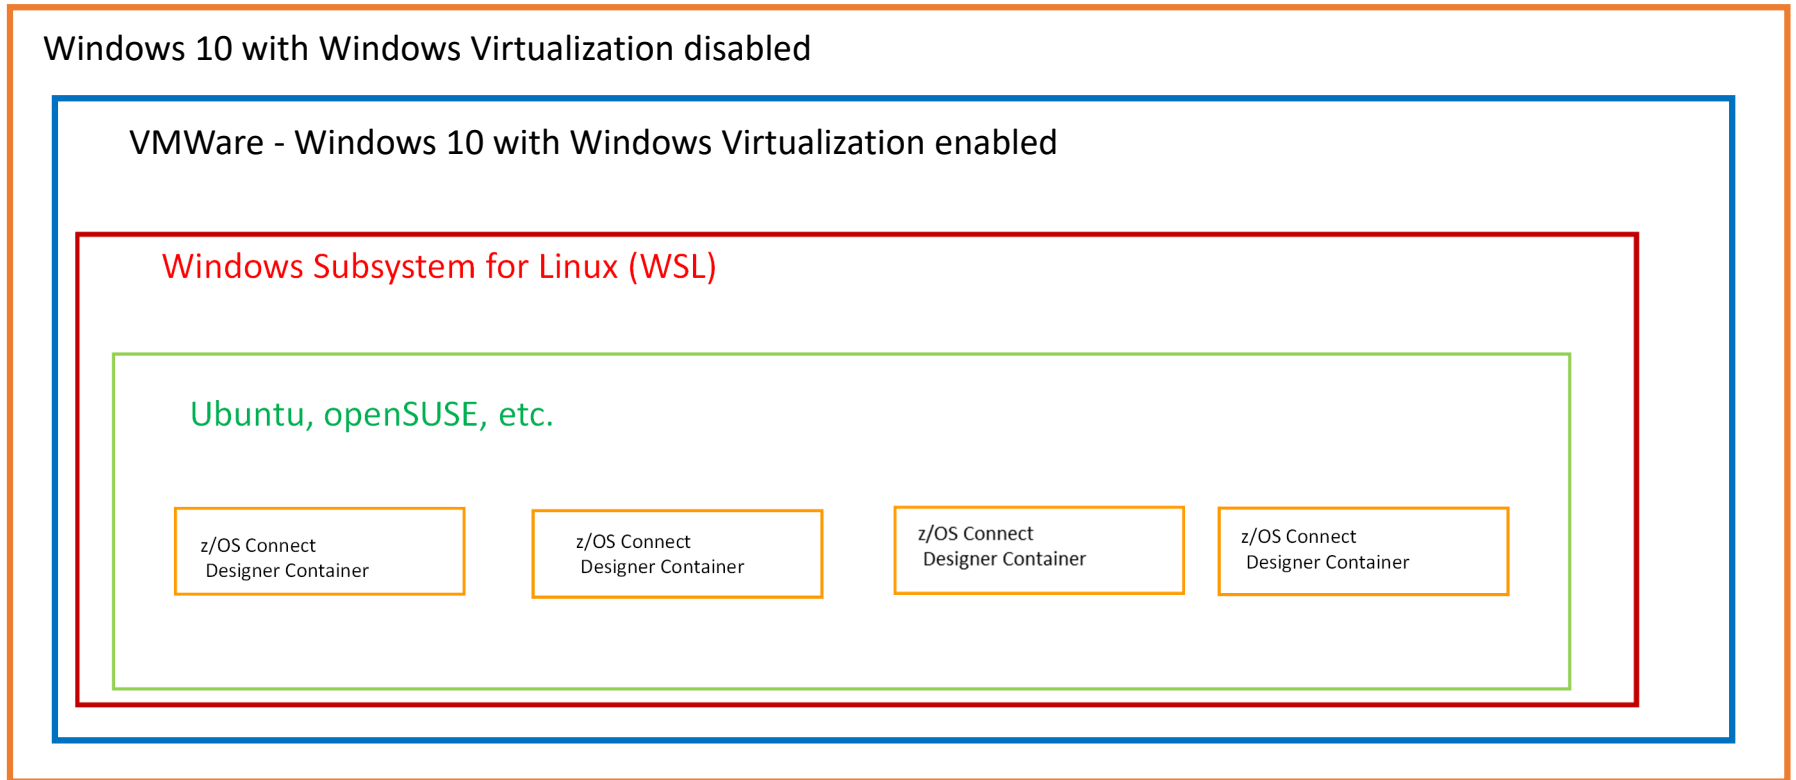 Windows 10 with Windows Virtualization disabled
VMWare - Windows 10 with Windows Virtualization enabled
Windows Subsystem for Linux (WSL)
Ubuntu, openSUSE, etc.
z/OS Connect
Designer Container
z/OS Connect
Designer Container
z/OS Connect
Designer Container
z/OS Connect
Designer Container